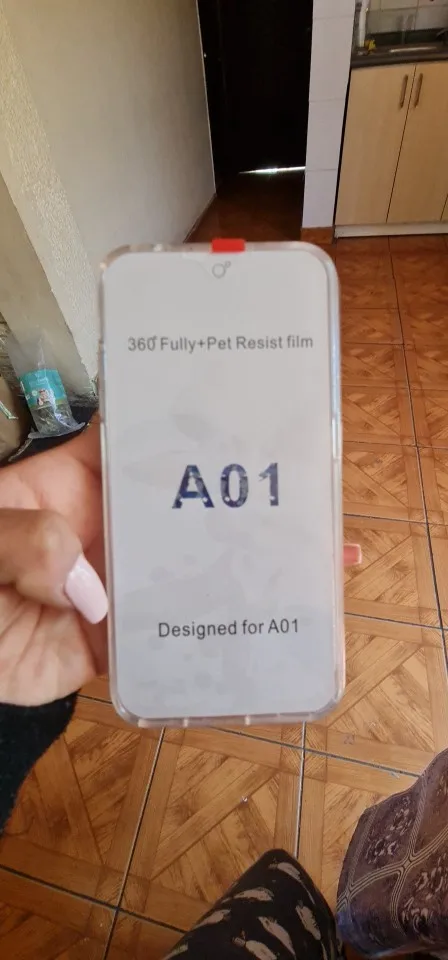 360° Fully+Pet Resist film
A01
Designed for A01